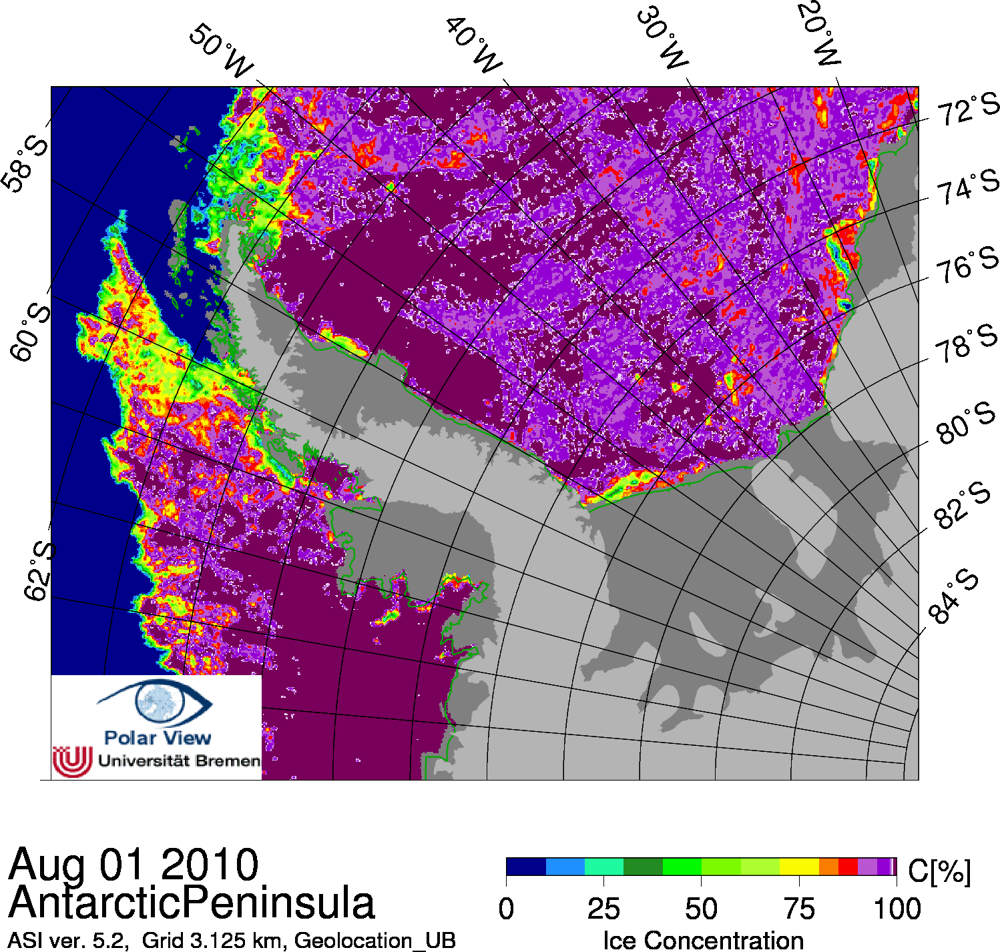 50°W
40°W
30°W
20°W
72°S
74°S
76°S
78°S
80°S
82°S
84°S
58°S
60°S
62°S
Polar View
Universität Bremen
Aug 01 2010
AntarcticPeninsula
ASI ver. 5.2, Grid 3.125 km, Geolocation_UB
C[%]
0 25 50 75 100
Ice Concentration